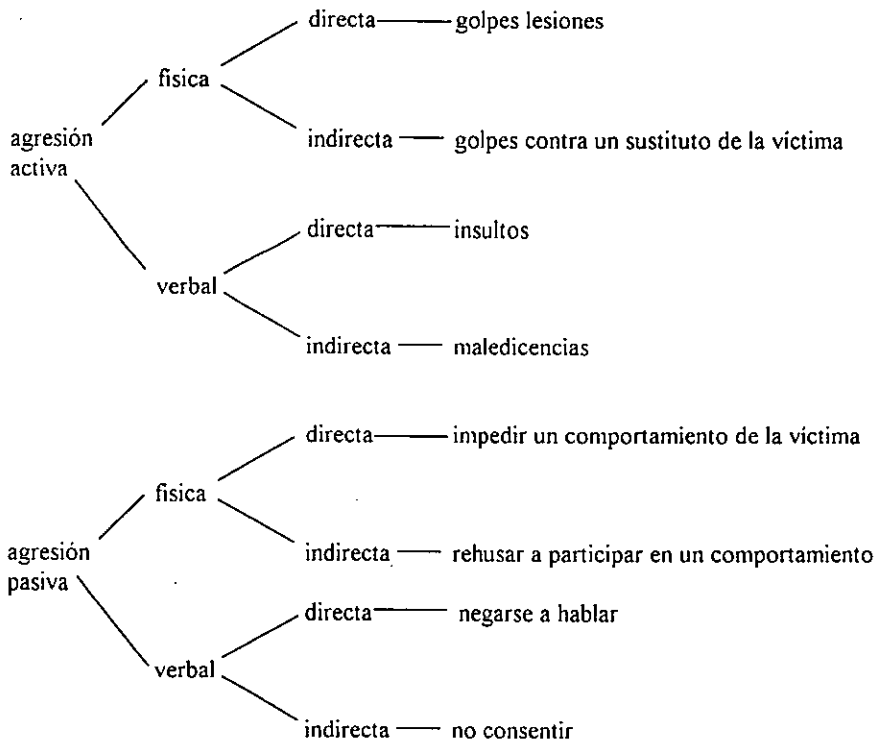 directa golpes lesiones
física
indirecta golpes contra un sustituto de la víctima
agresión
activa
directa insultos
verbal
indirecta maledicencias
directa impedir un comportamiento de la víctima
física
indirecta rehusar a participar en un comportamiento
agresión
pasiva
directa negarse a hablar
verbal
indirecta no consentir